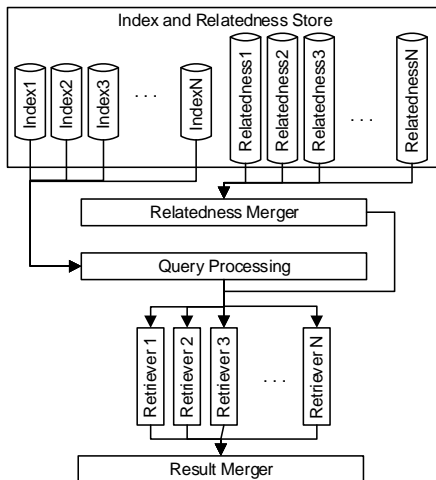 Index and Relatedness Store
Index1
Index2
Index3
. . .
IndexN
Relatedness1
Relatedness2
Relatedness3
. . .
RelatednessN
Relatedness Merger
Query Processing
Retriever 1
Retriever 2
Retriever 3
. . .
Retriever N
Result Merger